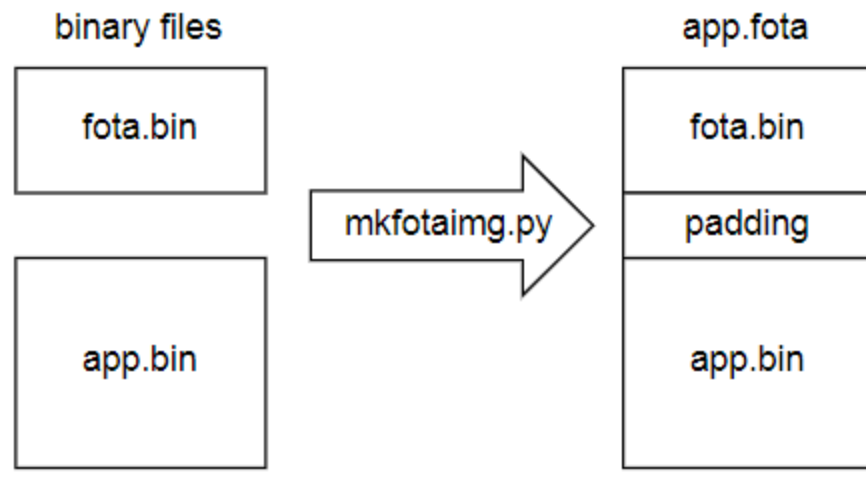 binary files
fota.bin
app.bin
mkfotaimg.py
app.fota
fota.bin
padding
app.bin